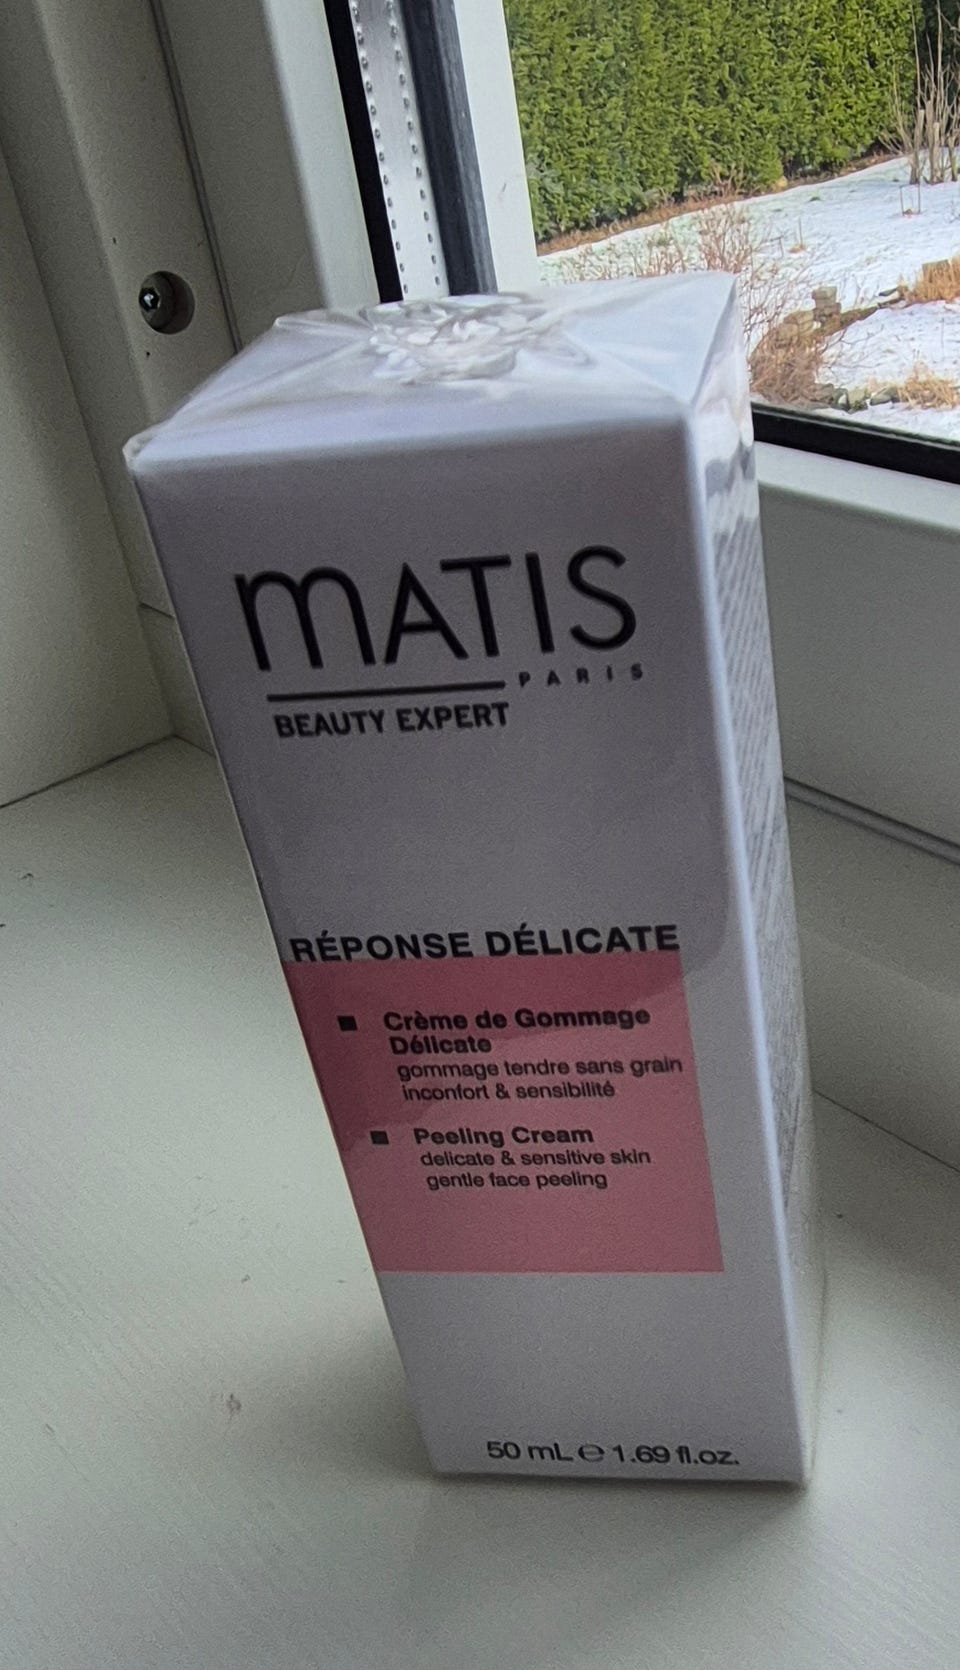 mATIS
PARIS
BEAUTY EXPERT
RÉPONSE DÉLICATE
■ Crème de Gommage
Délicate
gommage tendre sans grain
inconfort & sensibilité
■ Peeling Cream
delicate & sensitive skin
gentle face peeling
50 mL ℮ 1.69 fl.oz.